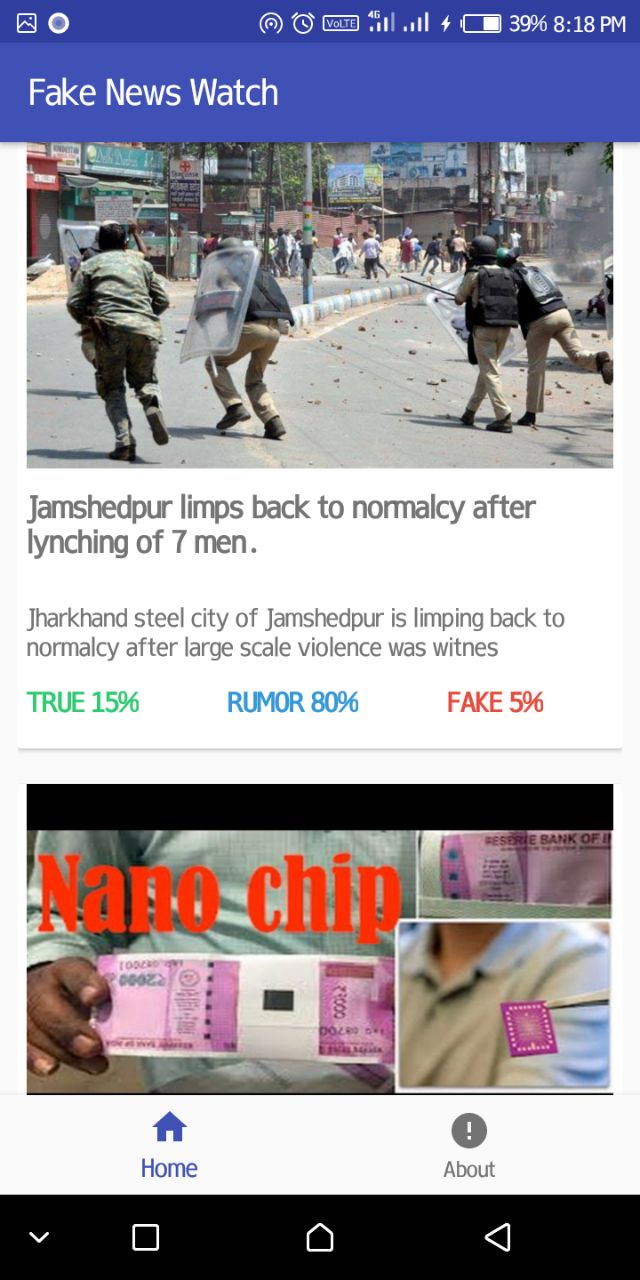 VoLTE 4G 39% 8:18 PM
Fake News Watch
Jamshedpur limps back to normalcy after
lynching of 7 men.
Jharkhand steel city of Jamshedpur is limping back to
normalcy after large scale violence was witnes
TRUE 15% RUMOR 80% FAKE 5%
RESERVE BANK OF I
Nano chip
₹2000
Home About